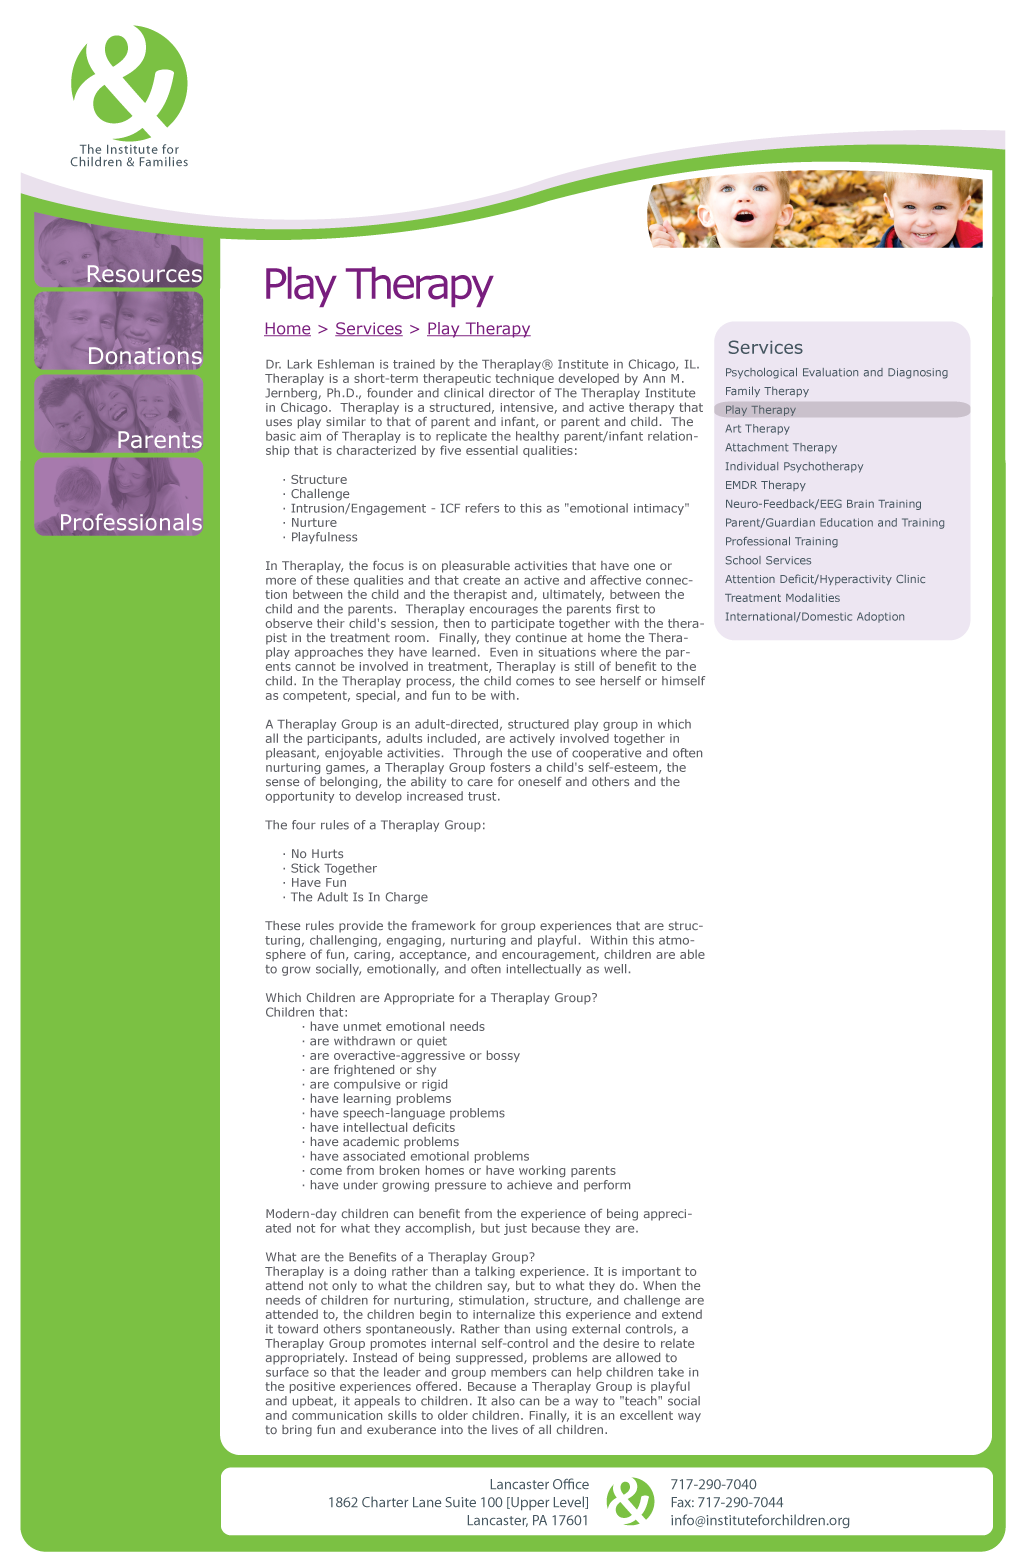 The Institute for
Children & Families
Resources
Donations
Parents
Professionals
Play Therapy
Home > Services > Play Therapy
Dr. Lark Eshleman is trained by the Theraplay® Institute in Chicago, IL.
Theraplay is a short-term therapeutic technique developed by Ann M.
Jernberg, Ph.D., founder and clinical director of The Theraplay Institute
in Chicago.  Theraplay is a structured, intensive, and active therapy that
uses play similar to that of parent and infant, or parent and child.  The
basic aim of Theraplay is to replicate the healthy parent/infant relation-
ship that is characterized by five essential qualities:
· Structure
· Challenge
· Intrusion/Engagement - ICF refers to this as "emotional intimacy"
· Nurture
· Playfulness
In Theraplay, the focus is on pleasurable activities that have one or
more of these qualities and that create an active and affective connec-
tion between the child and the therapist and, ultimately, between the
child and the parents.  Theraplay encourages the parents first to
observe their child's session, then to participate together with the thera-
pist in the treatment room.  Finally, they continue at home the Thera-
play approaches they have learned.  Even in situations where the par-
ents cannot be involved in treatment, Theraplay is still of benefit to the
child. In the Theraplay process, the child comes to see herself or himself
as competent, special, and fun to be with.
A Theraplay Group is an adult-directed, structured play group in which
all the participants, adults included, are actively involved together in
pleasant, enjoyable activities.  Through the use of cooperative and often
nurturing games, a Theraplay Group fosters a child's self-esteem, the
sense of belonging, the ability to care for oneself and others and the
opportunity to develop increased trust.
The four rules of a Theraplay Group:
· No Hurts
· Stick Together
· Have Fun
· The Adult Is In Charge
These rules provide the framework for group experiences that are struc-
turing, challenging, engaging, nurturing and playful.  Within this atmo-
sphere of fun, caring, acceptance, and encouragement, children are able
to grow socially, emotionally, and often intellectually as well.
Which Children are Appropriate for a Theraplay Group?
Children that:
· have unmet emotional needs
· are withdrawn or quiet
· are overactive-aggressive or bossy
· are frightened or shy
· are compulsive or rigid
· have learning problems
· have speech-language problems
· have intellectual deficits
· have academic problems
· have associated emotional problems
· come from broken homes or have working parents
· have under growing pressure to achieve and perform
Modern-day children can benefit from the experience of being appreci-
ated not for what they accomplish, but just because they are.
What are the Benefits of a Theraplay Group?
Theraplay is a doing rather than a talking experience. It is important to
attend not only to what the children say, but to what they do. When the
needs of children for nurturing, stimulation, structure, and challenge are
attended to, the children begin to internalize this experience and extend
it toward others spontaneously. Rather than using external controls, a
Theraplay Group promotes internal self-control and the desire to relate
appropriately. Instead of being suppressed, problems are allowed to
surface so that the leader and group members can help children take in
the positive experiences offered. Because a Theraplay Group is playful
and upbeat, it appeals to children. It also can be a way to "teach" social
and communication skills to older children. Finally, it is an excellent way
to bring fun and exuberance into the lives of all children.
Services
Psychological Evaluation and Diagnosing
Family Therapy
Play Therapy
Art Therapy
Attachment Therapy
Individual Psychotherapy
EMDR Therapy
Neuro-Feedback/EEG Brain Training
Parent/Guardian Education and Training
Professional Training
School Services
Attention Deficit/Hyperactivity Clinic
Treatment Modalities
International/Domestic Adoption
Lancaster Office
1862 Charter Lane Suite 100 [Upper Level]
Lancaster, PA 17601
717-290-7040
Fax: 717-290-7044
info@instituteforchildren.org